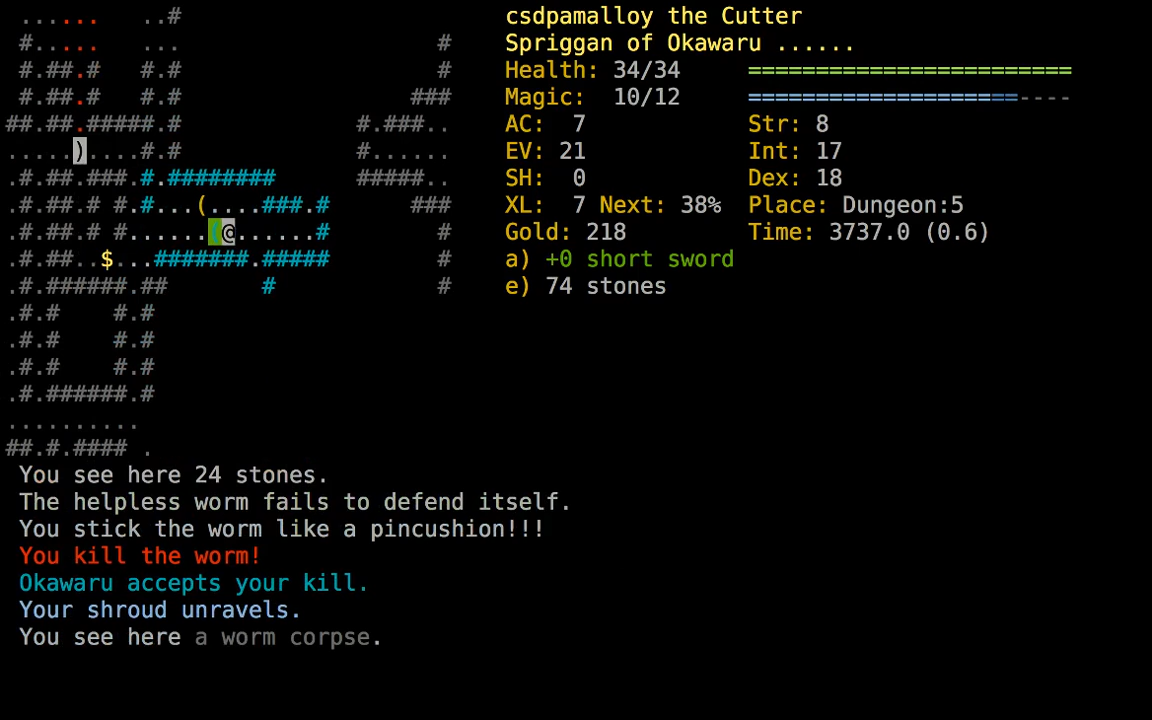 csdpamalloy the Cutter
Spriggan of Okawaru ......
Health: 34/34 ========================
Magic: 10/12 ====================----
AC: 7 Str: 8
EV: 21 Int: 17
SH: 0 Dex: 18
XL: 7 Next: 38% Place: Dungeon:5
Gold: 218 Time: 3737.0 (0.6)
a) +0 short sword
e) 74 stones
You see here 24 stones.
The helpless worm fails to defend itself.
You stick the worm like a pincushion!!!
You kill the worm!
Okawaru accepts your kill.
Your shroud unravels.
You see here a worm corpse.